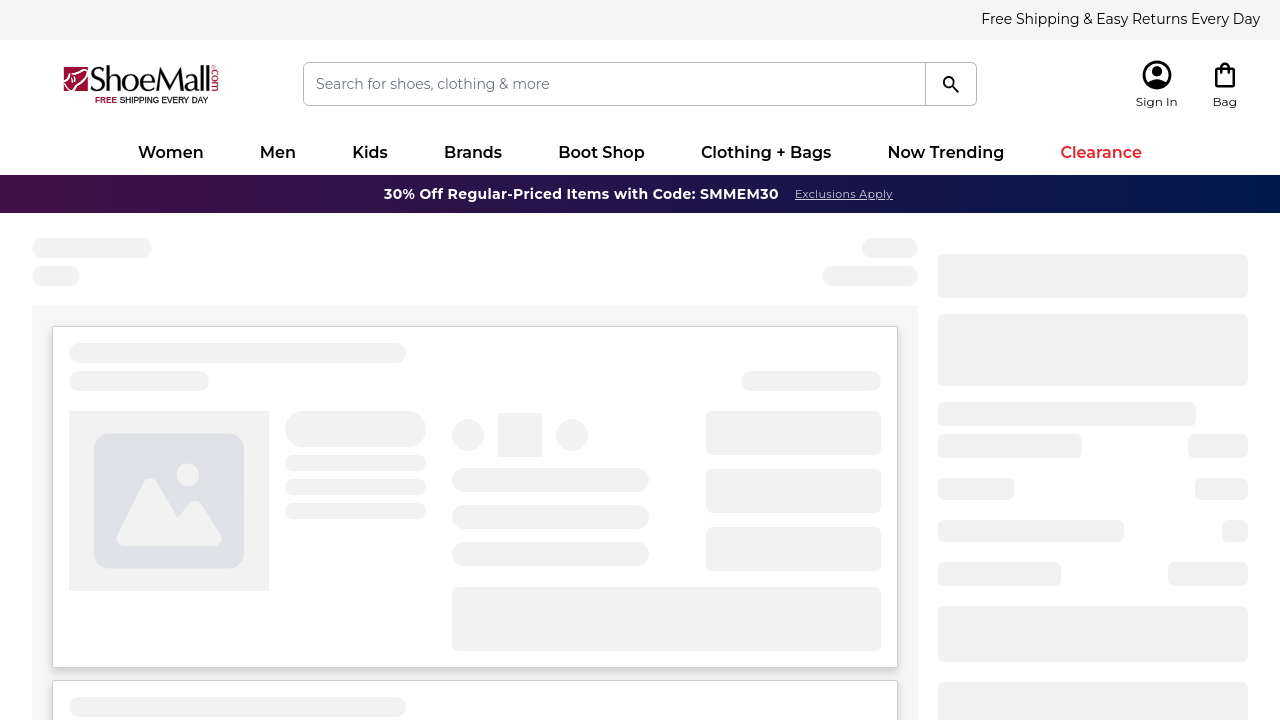 Free Shipping & Easy Returns Every Day
ShoeMall.com
FREE SHIPPING EVERY DAY
Search for shoes, clothing & more
Sign In
Bag
Women
Men
Kids
Brands
Boot Shop
Clothing + Bags
Now Trending
Clearance
30% Off Regular-Priced Items with Code: SMMEM30
Exclusions Apply